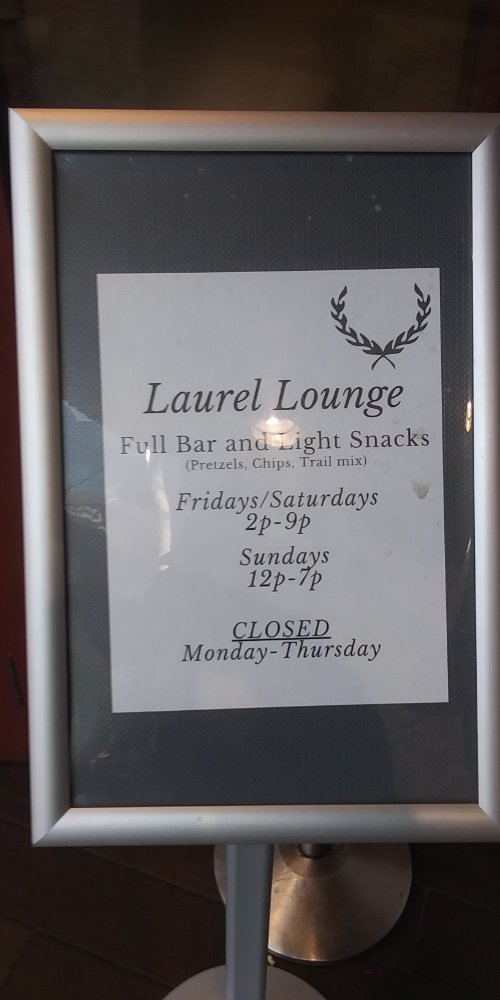 Laurel Lounge
Full Bar and Light Snacks
(Pretzels, Chips, Trail mix)
Fridays/Saturdays
2p-9p
Sundays
12p-7p
CLOSED
Monday-Thursday